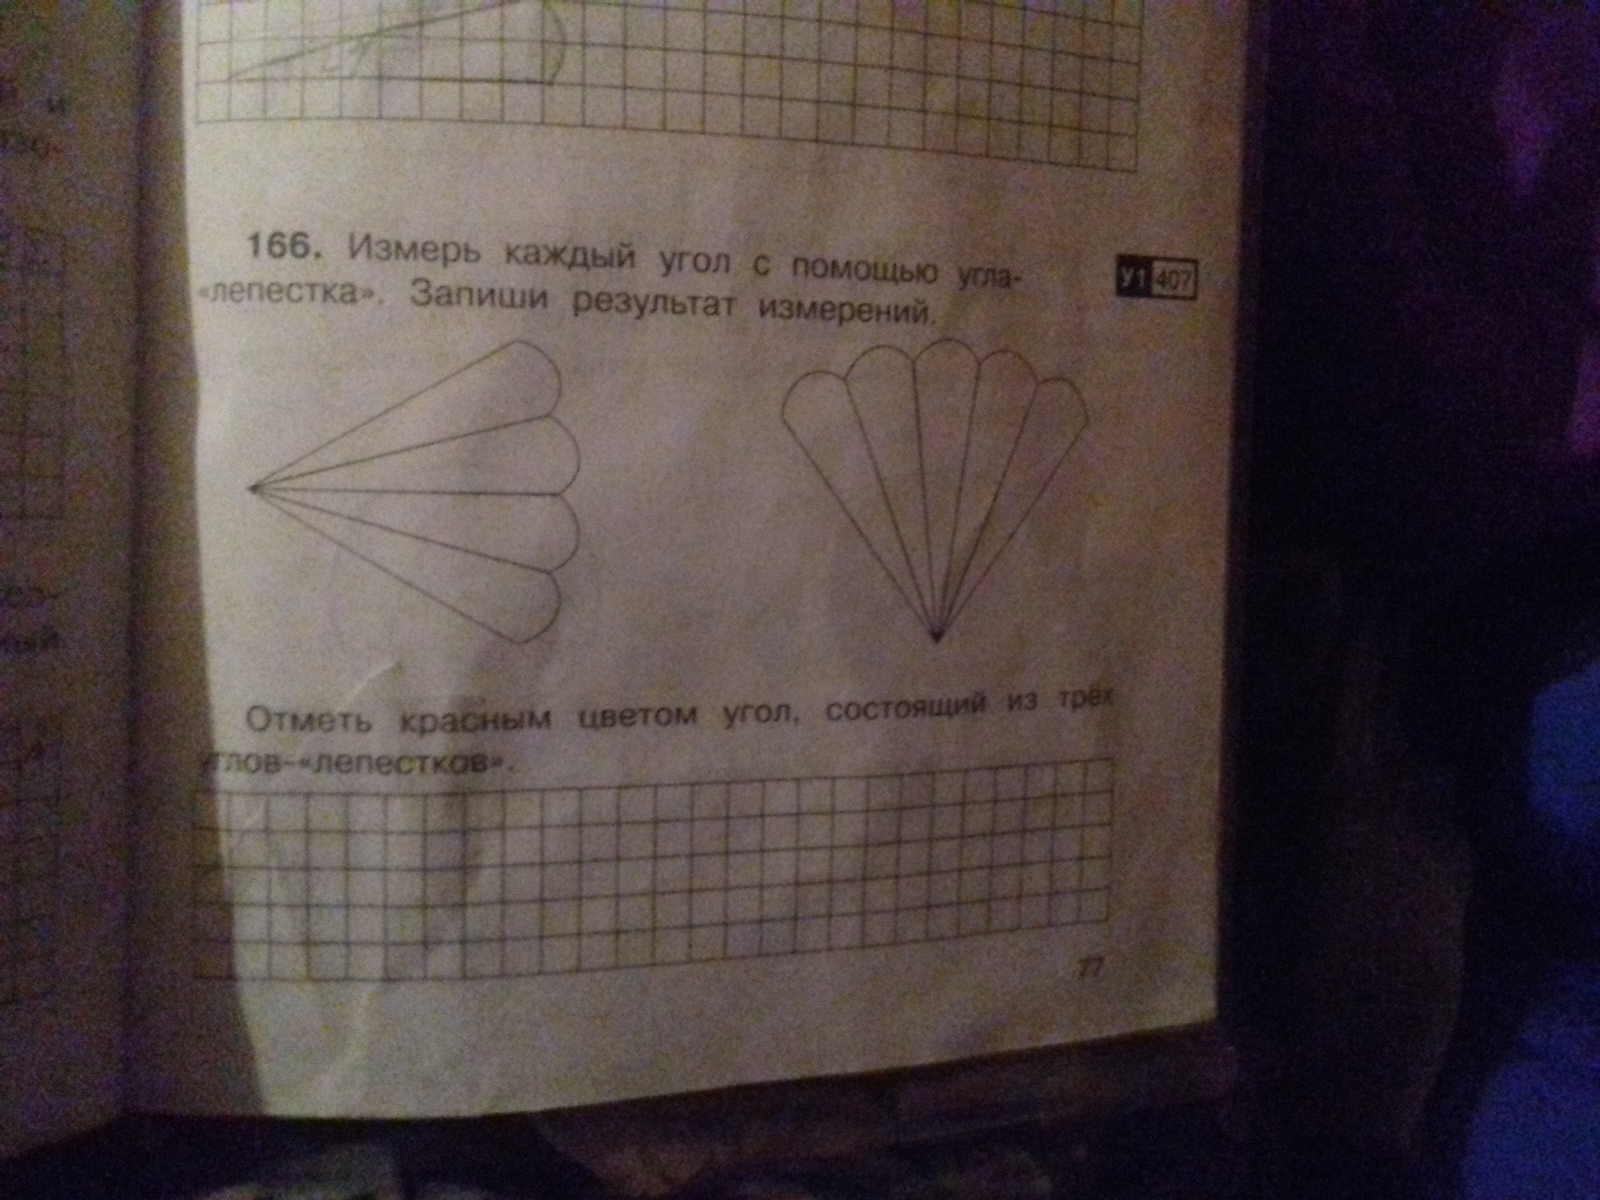 и
166. Измерь каждый угол с помощью угла-
«лепестка». Запиши результат измерений.
У1 407
Отметь красным цветом угол, состоящий из трёх
углов-«лепестков».
77